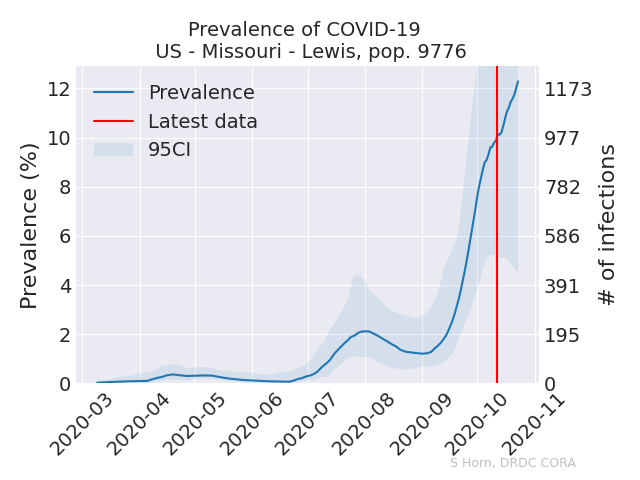 Prevalence of COVID-19
US - Missouri - Lewis, pop. 9776
Prevalence
Latest data
95CI
Prevalence (%)
12
10
8
6
4
2
0
1173
977
782
586
391
195
0
# of infections
2020-03
2020-04
2020-05
2020-06
2020-07
2020-08
2020-09
2020-10
2020-11
S Horn, DRDC CORA